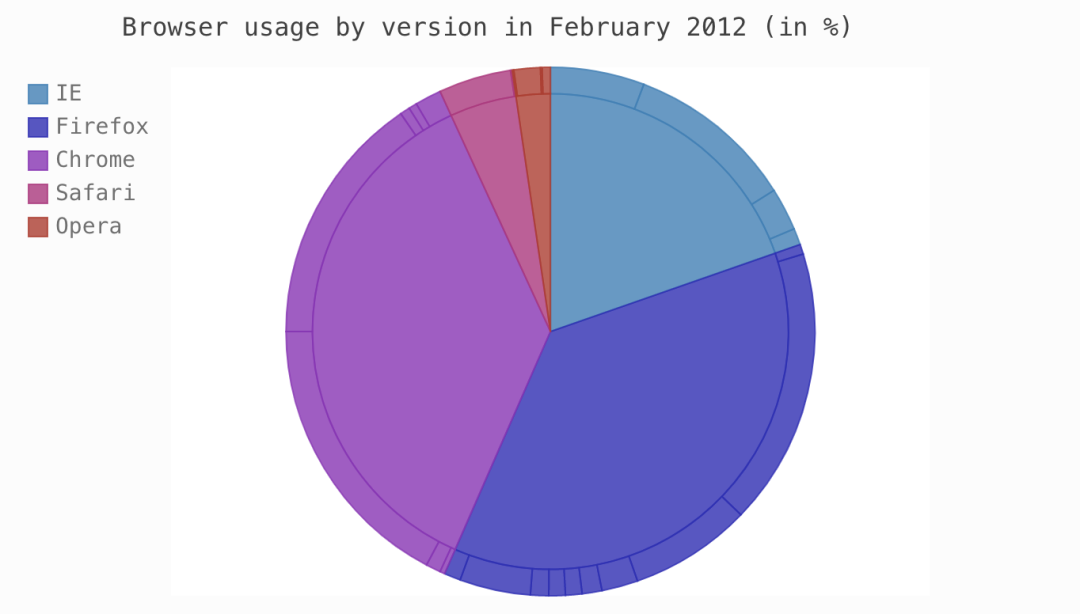 Browser usage by version in February 2012 (in %)
IE
Firefox
Chrome
Safari
Opera